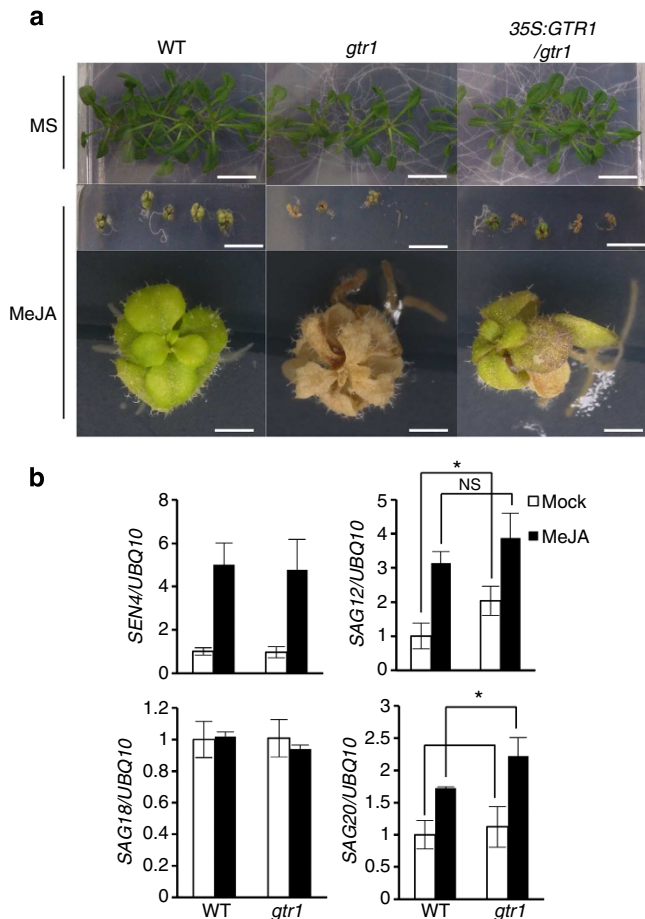 a
WT
gtr1
35S:GTR1
/gtr1
MS
MeJA
b
SEN4/UBQ10
8
6
4
2
0
SAG12/UBQ10
5
4
3
2
1
0
*
NS
Mock
MeJA
SAG18/UBQ10
1.2
1
0.8
0.6
0.4
0.2
0
WT
gtr1
SAG20/UBQ10
3
2.5
2
1.5
1
0.5
0
*
WT
gtr1